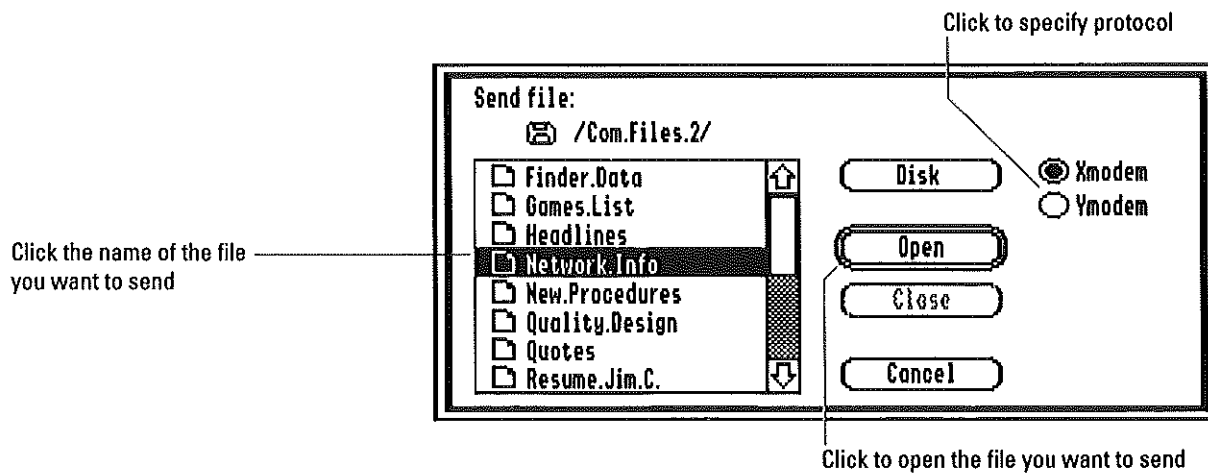 Click to specify protocol
Send file:
/Com.Files.2/
Finder.Data
Games.List
Headlines
Network.Info
New.Procedures
Quality.Design
Quotes
Resume.Jim.C.
Disk
Open
Close
Cancel
Xmodem
Ymodem
Click the name of the file
you want to send
Click to open the file you want to send